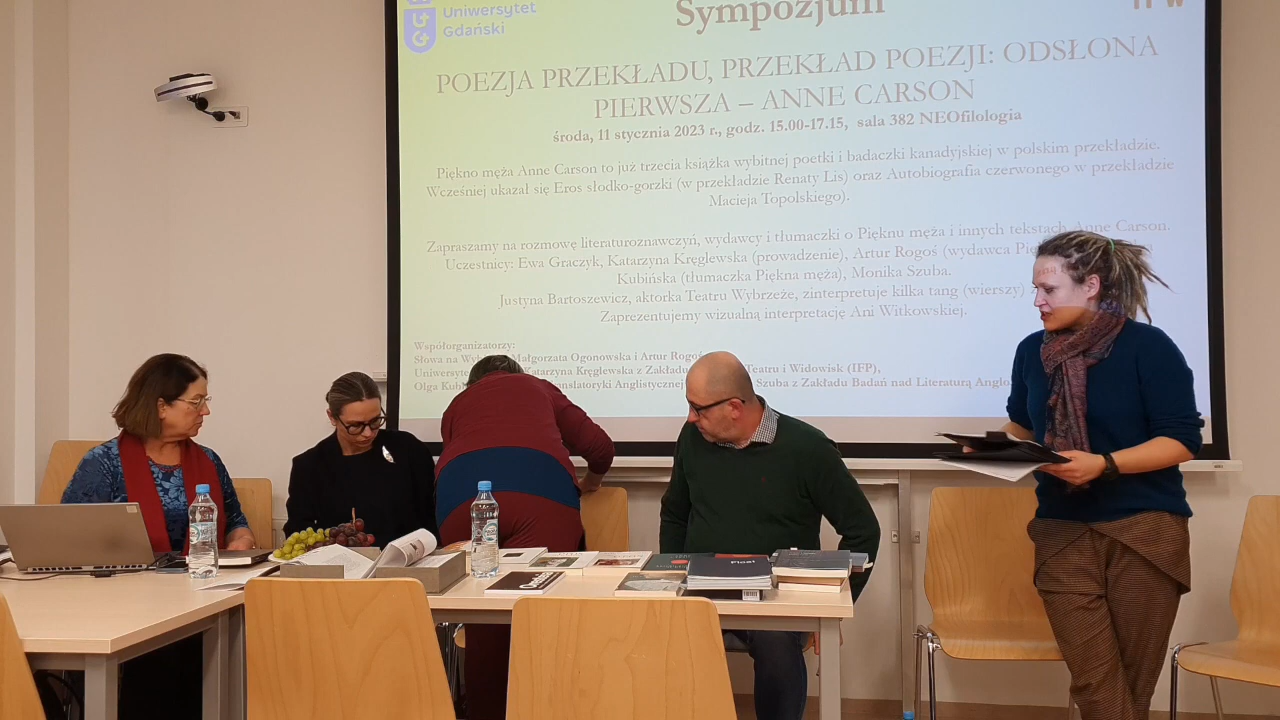 Uniwersytet
Gdański
Sympozjum
POEZJA PRZEKŁADU, PRZEKŁAD POEZJI: ODSŁONA
PIERWSZA – ANNE CARSON
środa, 11 stycznia 2023 r., godz. 15.00-17.15, sala 382 NEOfilologia
Piękno męża Anne Carson to już trzecia książka wybitnej poetki i badaczki kanadyjskiej w polskim przekładzie.
Wcześniej ukazał się Eros słodko-gorzki (w przekładzie Renaty Lis) oraz Autobiografia czerwonego w przekładzie
Macieja Topolskiego).
Zapraszamy na rozmowę literaturoznawczyń, wydawcy i tłumaczki o Pięknu męża i innych tekstach Anne Carson.
Uczestnicy: Ewa Graczyk, Katarzyna Kręglewska (prowadzenie), Artur Rogoś (wydawca
Kubińska (tłumaczka Piękna męża), Monika Szuba.
Justyna Bartoszewicz, aktorka Teatru Wybrzeże, zinterpretuje kilka tang (wierszy)
Zaprezentujemy wizualną interpretację Ani Witkowskiej.
Współorganizatorzy:
Słowa na Małgorzata Ogonowska i Artur Rogoś
Katarzyna Kręglewska z Zakładu Teatru i Widowisk (IFP),
Olga Translatoryki Anglistycznej Szuba z Zakładu Badań nad Literaturą
Float